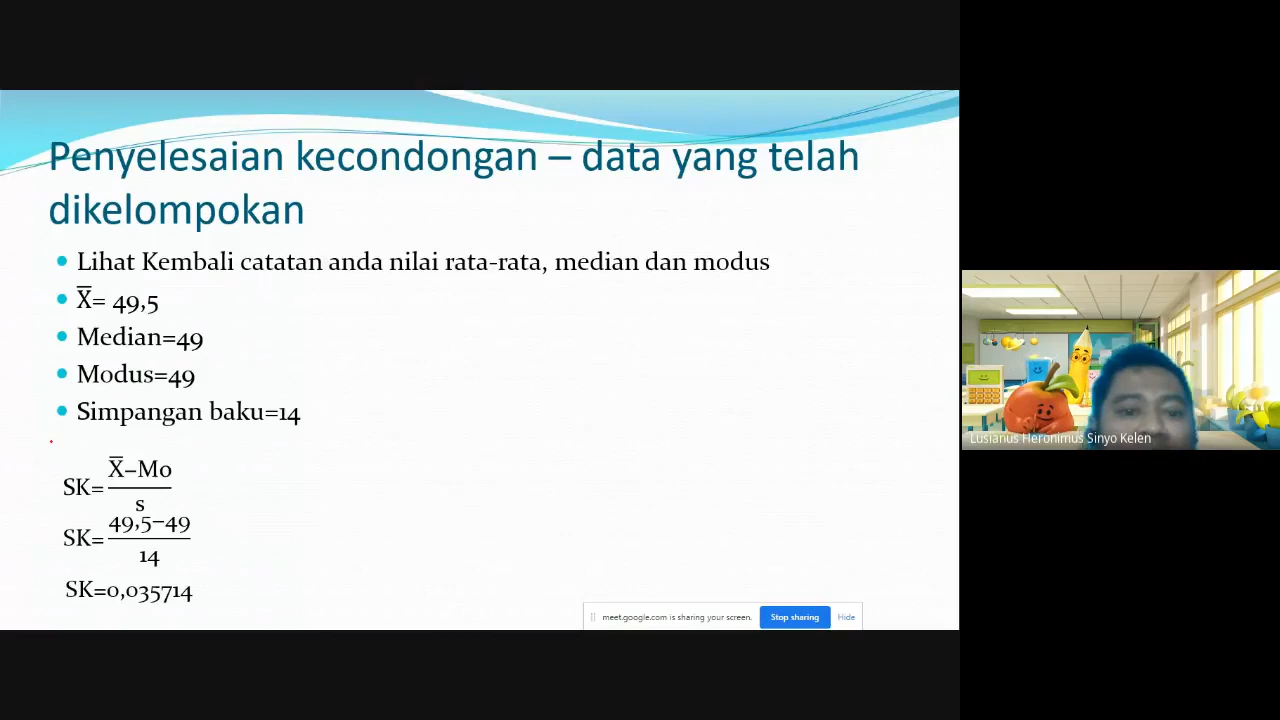 Penyelesaian kecondongan – data yang telah
dikelompokan
Lihat Kembali catatan anda nilai rata-rata, median dan modus
X̅= 49,5
Median=49
Modus=49
Simpangan baku=14
SK= X̅−Mo
s
SK= 49,5−49
14
SK=0,035714
meet.google.com is sharing your screen.
Stop sharing
Hide
Lusianus Heronimus Sinyo Kelen